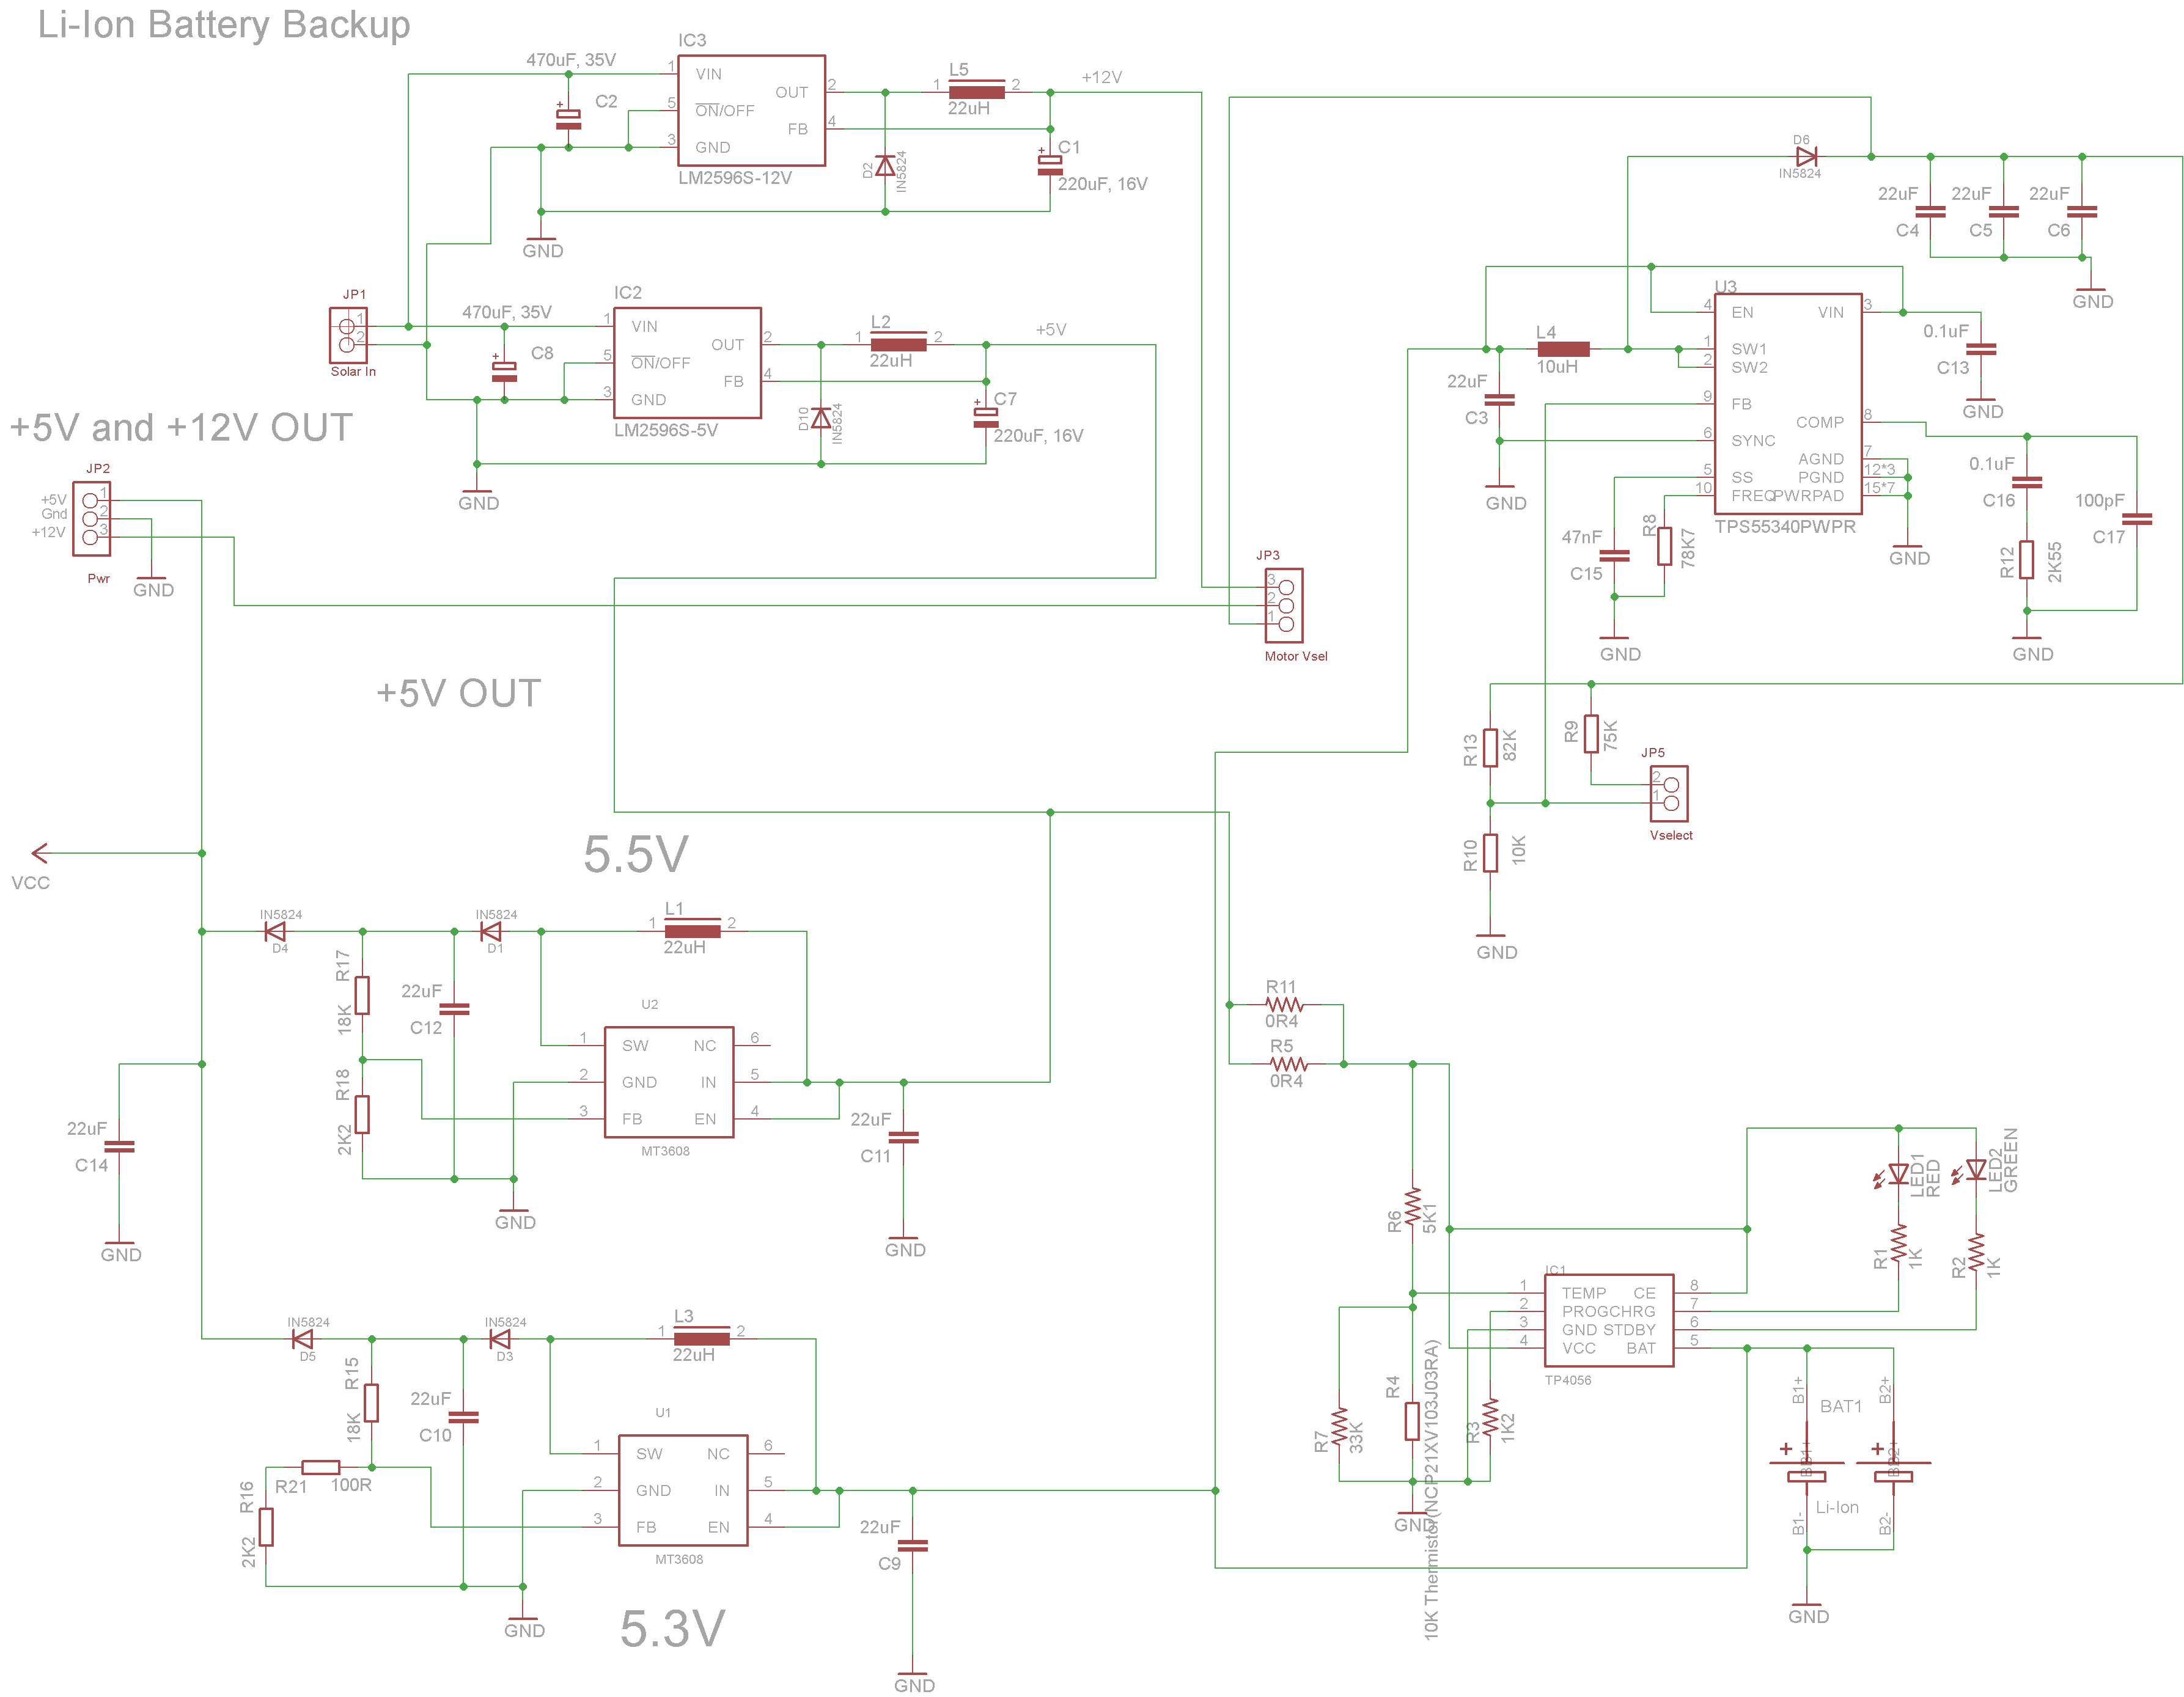 Li-Ion Battery Backup
IC3
470uF, 35V
1
VIN
C2
+
5
ON/OFF
3
GND
OUT
2
FB
4
LM2596S-12V
L5
1
2
22uH
+12V
D2
IN5824
+
C1
220uF, 16V
GND
IC2
470uF, 35V
1
VIN
C8
+
5
ON/OFF
3
GND
OUT
2
FB
4
LM2596S-5V
L2
1
2
22uH
+5V
D10
IN5824
+
C7
220uF, 16V
GND
JP1
1
2
Solar In
+5V and +12V OUT
JP2
+5V
1
Gnd
2
+12V
3
Pwr
GND
JP3
3
2
1
Motor Vsel
D6
IN5824
22uF
C4
22uF
C5
22uF
C6
GND
U3
4
EN
1
SW1
2
SW2
9
FB
6
SYNC
5
SS
10
FREQ
VIN
3
COMP
8
AGND
7
PGND
12*3
PWRPAD
15*7
TPS55340PWPR
L4
10uH
22uF
C3
GND
0.1uF
C13
GND
0.1uF
C16
100pF
C17
R12
2K55
GND
GND
47nF
C15
R8
78K7
GND
R13
82K
R9
75K
JP5
2
1
Vselect
R10
10K
GND
+5V OUT
VCC
5.5V
IN5824
D4
IN5824
D1
L1
1
2
22uH
R17
18K
22uF
C12
R18
2K2
U2
1
SW
2
GND
3
FB
NC
6
IN
5
EN
4
MT3608
22uF
C11
GND
GND
22uF
C14
GND
IN5824
D5
IN5824
D3
L3
1
2
22uH
R15
18K
22uF
C10
R21
100R
R16
2K2
U1
1
SW
2
GND
3
FB
NC
6
IN
5
EN
4
MT3608
22uF
C9
GND
GND
5.3V
R11
0R4
R5
0R4
R6
5K1
R7
33K
R4
10K Thermistor(NCP21XV103J03RA)
R3
1K2
GND
IC1
1
TEMP
2
PROG
3
GND
4
VCC
CE
8
CHRG
7
STDBY
6
BAT
5
TP4056
LED1
RED
LED2
GREEN
R1
1K
R2
1K
B1+
B2+
BAT1
+
+
Li-Ion
B1-
B2-
GND